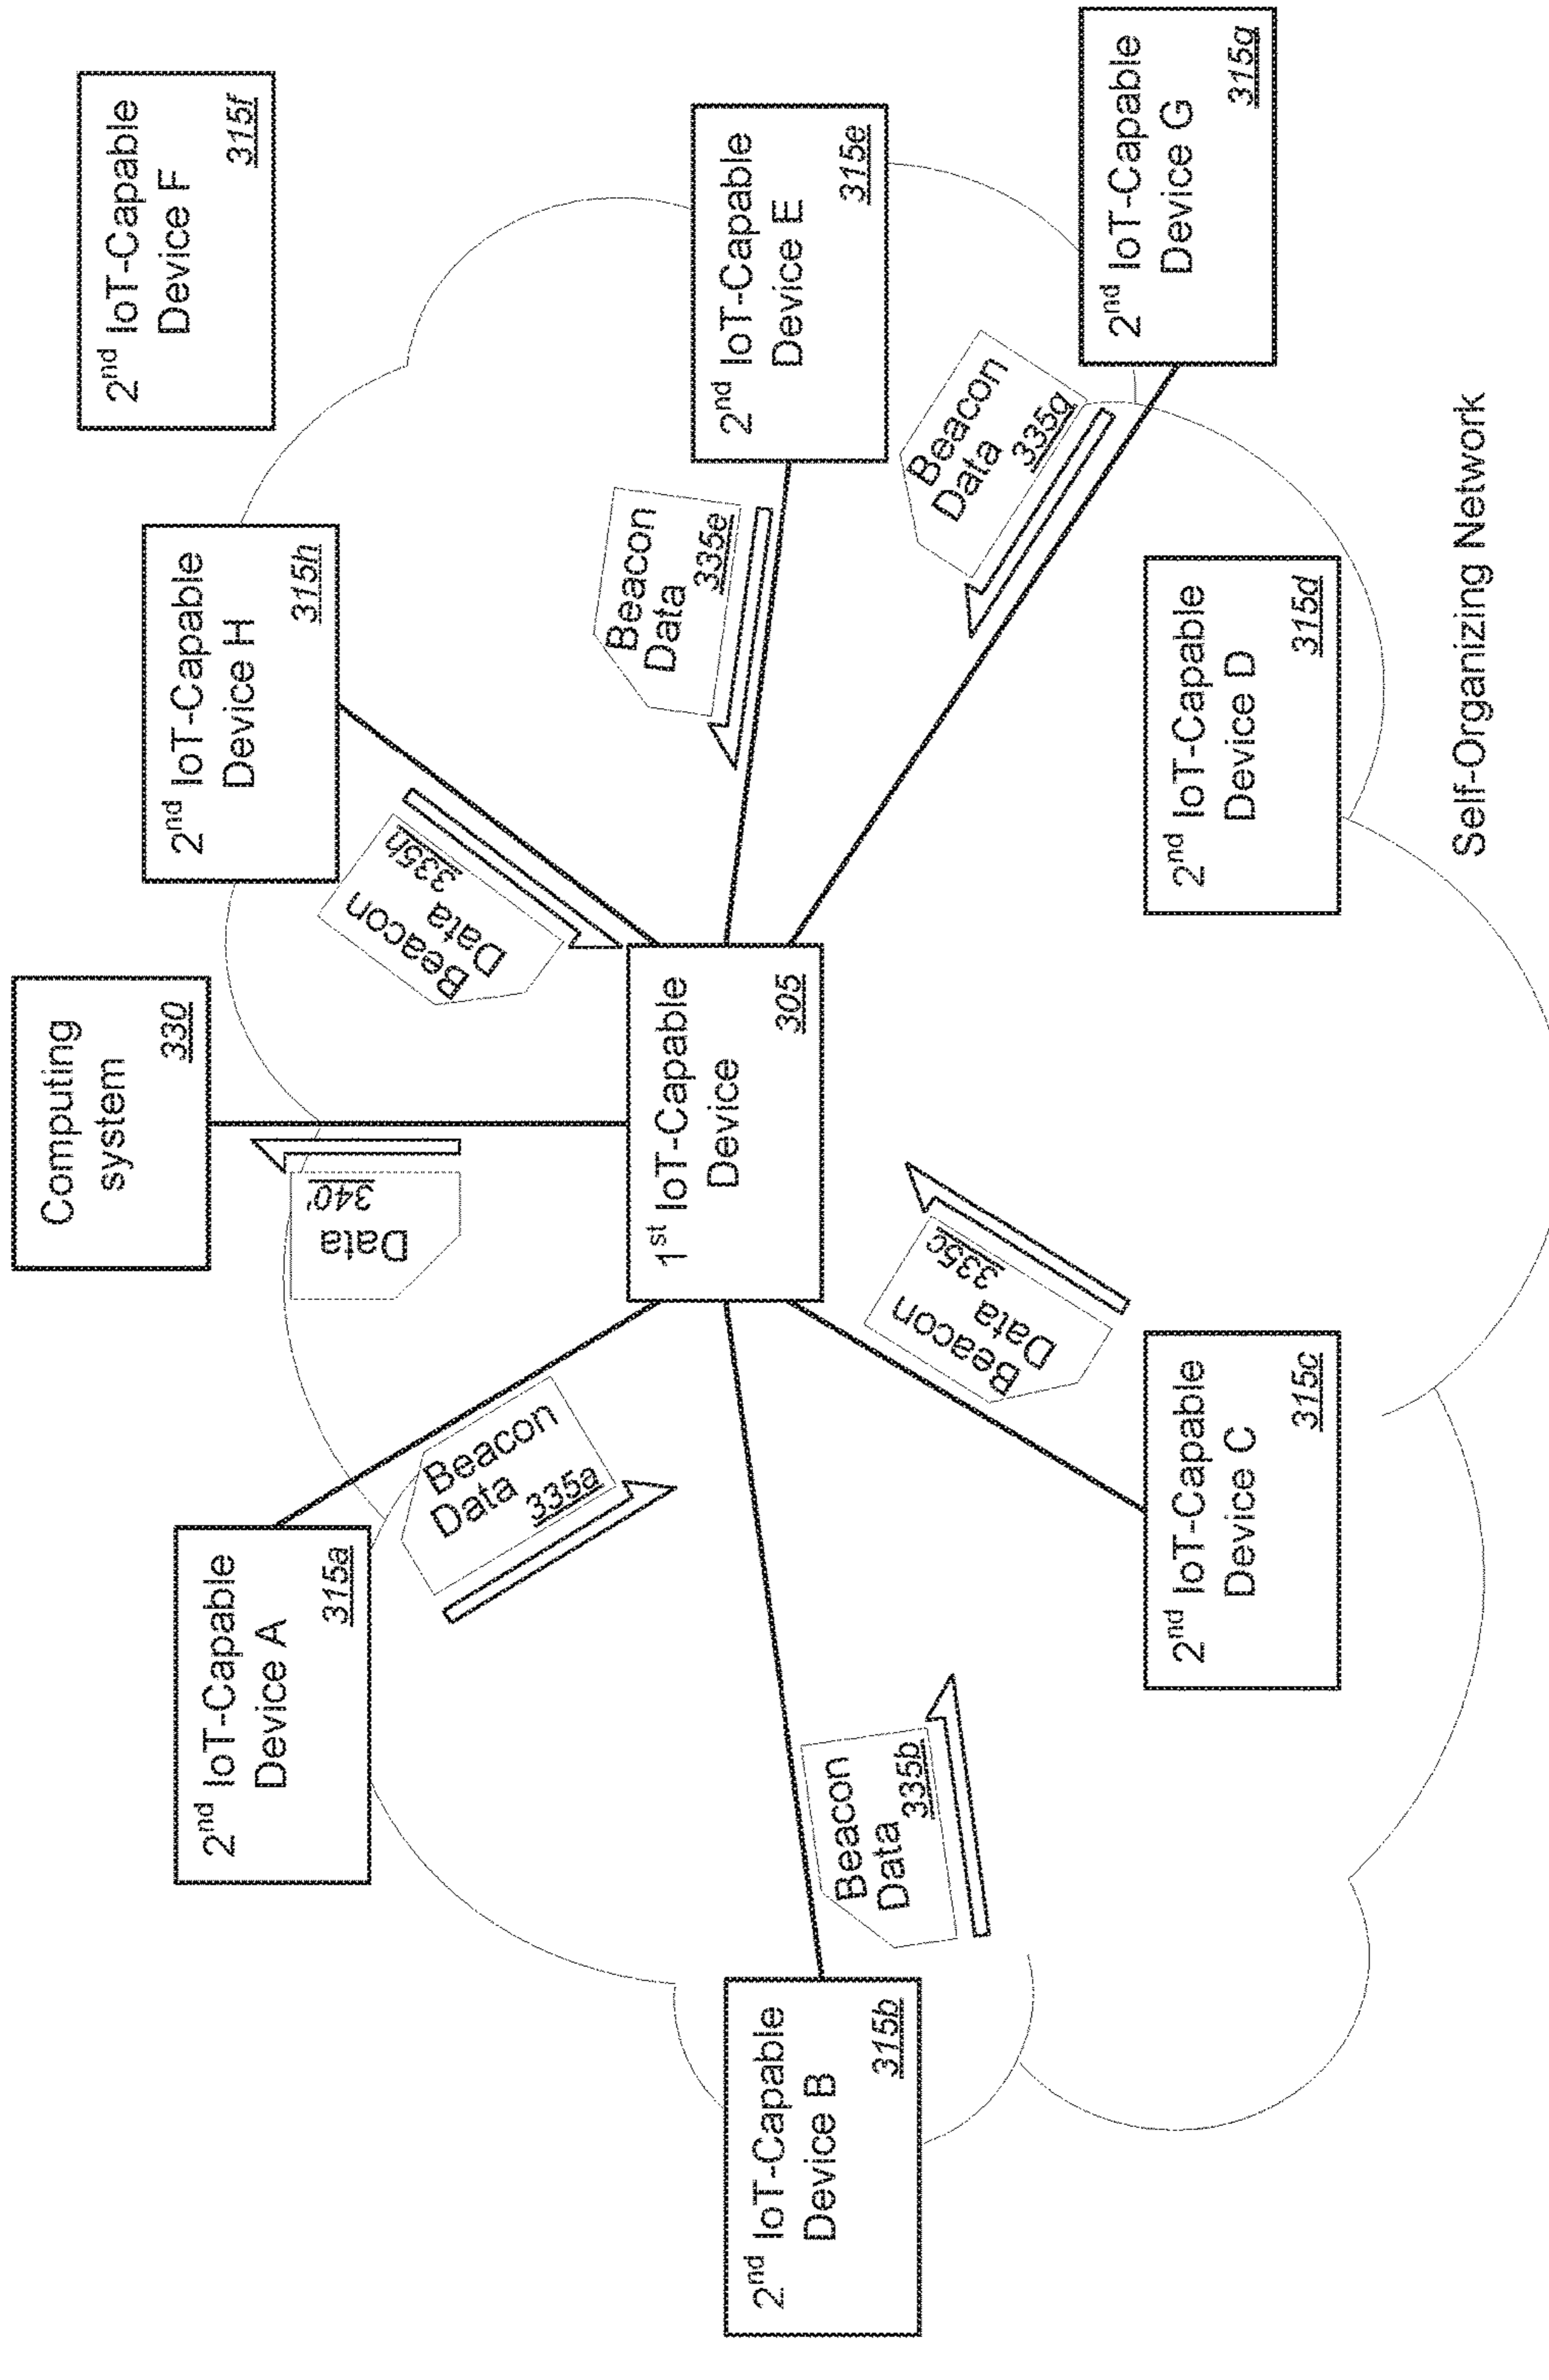 Computing
system
330
2nd IoT-Capable
Device A
315a
Beacon
Data
335a
Data
340'
2nd IoT-Capable
Device H
315h
Beacon
Data
335h
2nd IoT-Capable
Device F
315f
2nd IoT-Capable
Device B
315b
Beacon
Data
335b
1st IoT-Capable
Device
305
Beacon
Data
335e
2nd IoT-Capable
Device E
315e
Beacon
Data
335g
2nd IoT-Capable
Device G
315g
2nd IoT-Capable
Device C
315c
Beacon
Data
335c
2nd IoT-Capable
Device D
315d
Self-Organizing Network